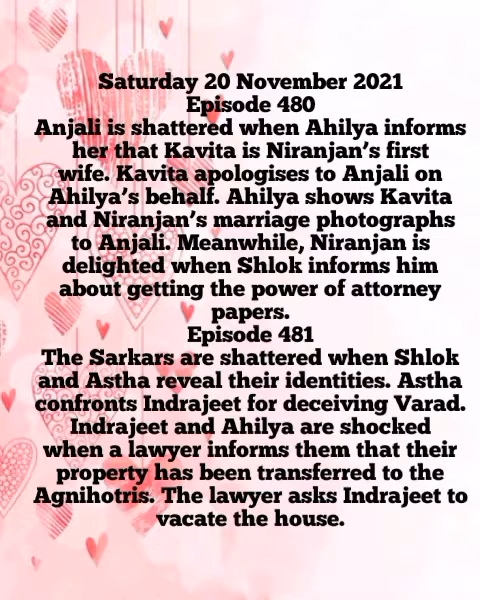 Saturday 20 November 2021
Episode 480
Anjali is shattered when Ahilya informs
her that Kavita is Niranjan's first
wife. Kavita apologises to Anjali on
Ahilya's behalf. Ahilya shows Kavita
and Niranjan's marriage photographs
to Anjali. Meanwhile, Niranjan is
delighted when Shlok informs him
about getting the power of attorney
papers.
Episode 481
The Sarkars are shattered when Shlok
and Astha reveal their identities. Astha
confronts Indrajeet for deceiving Varad.
Indrajeet and Ahilya are shocked
when a lawyer informs them that their
property has been transferred to the
Agnihotris. The lawyer asks Indrajeet to
vacate the house.